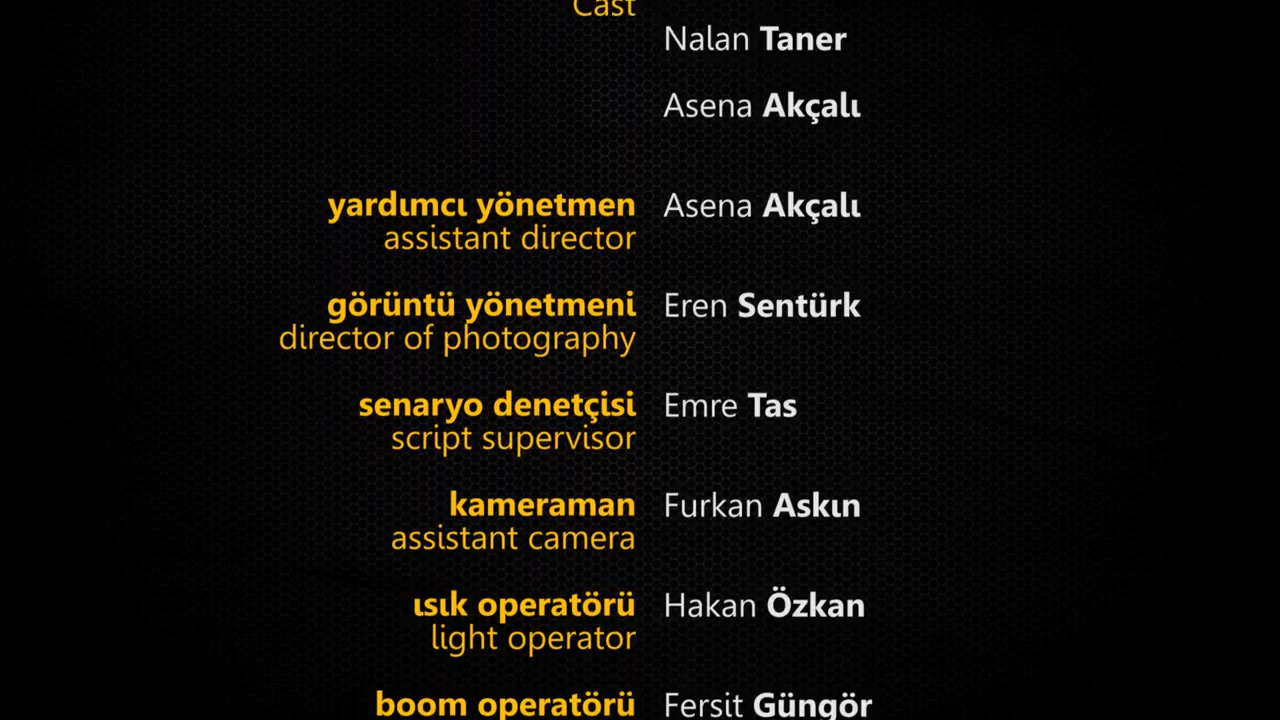 Cast
Nalan Taner
Asena Akçalı
yardımcı yönetmen Asena Akçalı
assistant director
görüntü yönetmeni Eren Sentürk
director of photography
senaryo denetçisi Emre Tas
script supervisor
kameraman Furkan Askın
assistant camera
ısık operatörü Hakan Özkan
light operator
boom operatörü Fersit Güngör